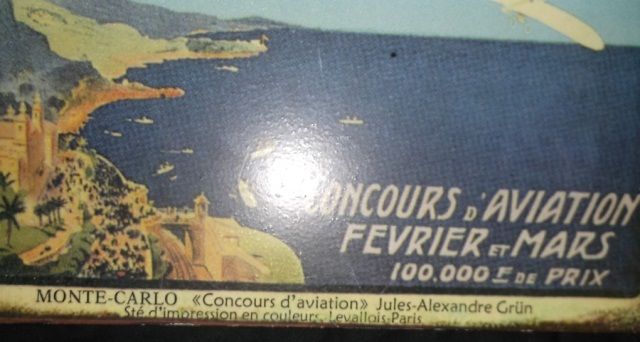 CONCOURS D'AVIATION
FEVRIER ET MARS
100.000 F DE PRIX
MONTE-CARLO «Concours d'aviation» Jules-Alexandre Grün
Sté d'impression en couleurs, Levallois-Paris